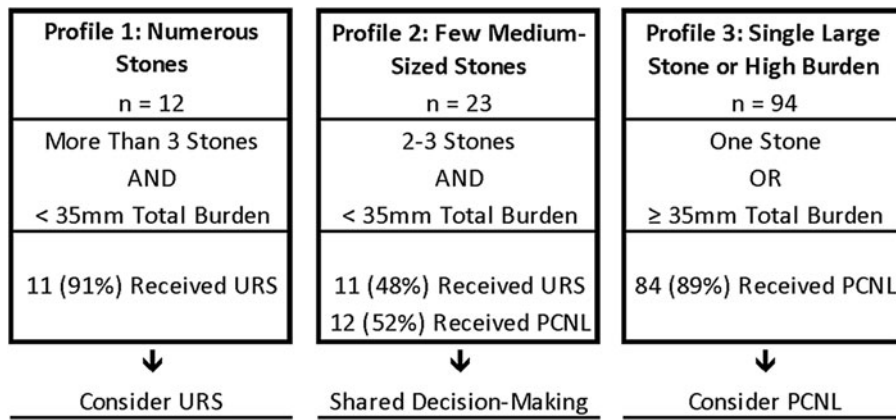 Profile 1: Numerous
Stones
n = 12
More Than 3 Stones
AND
< 35mm Total Burden
11 (91%) Received URS
Consider URS
Profile 2: Few Medium-
Sized Stones
n = 23
2-3 Stones
AND
< 35mm Total Burden
11 (48%) Received URS
12 (52%) Received PCNL
Shared Decision-Making
Profile 3: Single Large
Stone or High Burden
n = 94
One Stone
OR
≥ 35mm Total Burden
84 (89%) Received PCNL
Consider PCNL